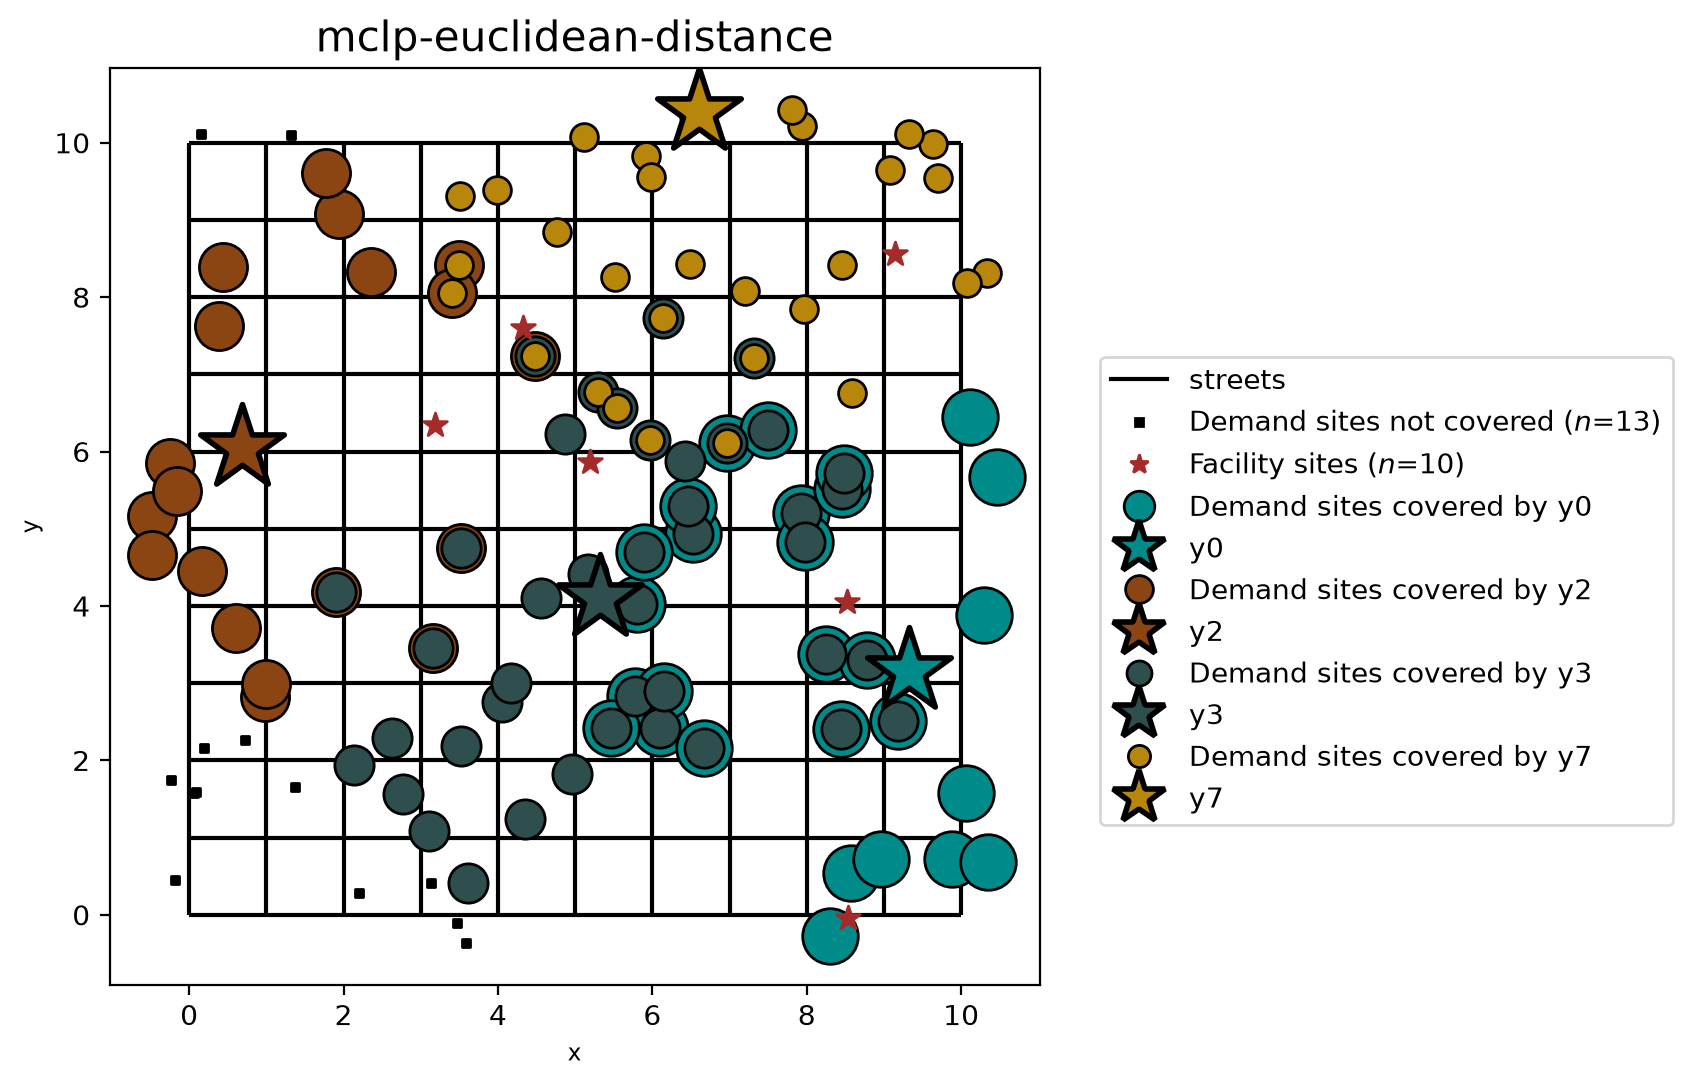 mclp-euclidean-distance
10
8
6
4
2
0
y
0 2 4 6 8 10
x
streets
Demand sites not covered (n=13)
Facility sites (n=10)
Demand sites covered by y0
y0
Demand sites covered by y2
y2
Demand sites covered by y3
y3
Demand sites covered by y7
y7